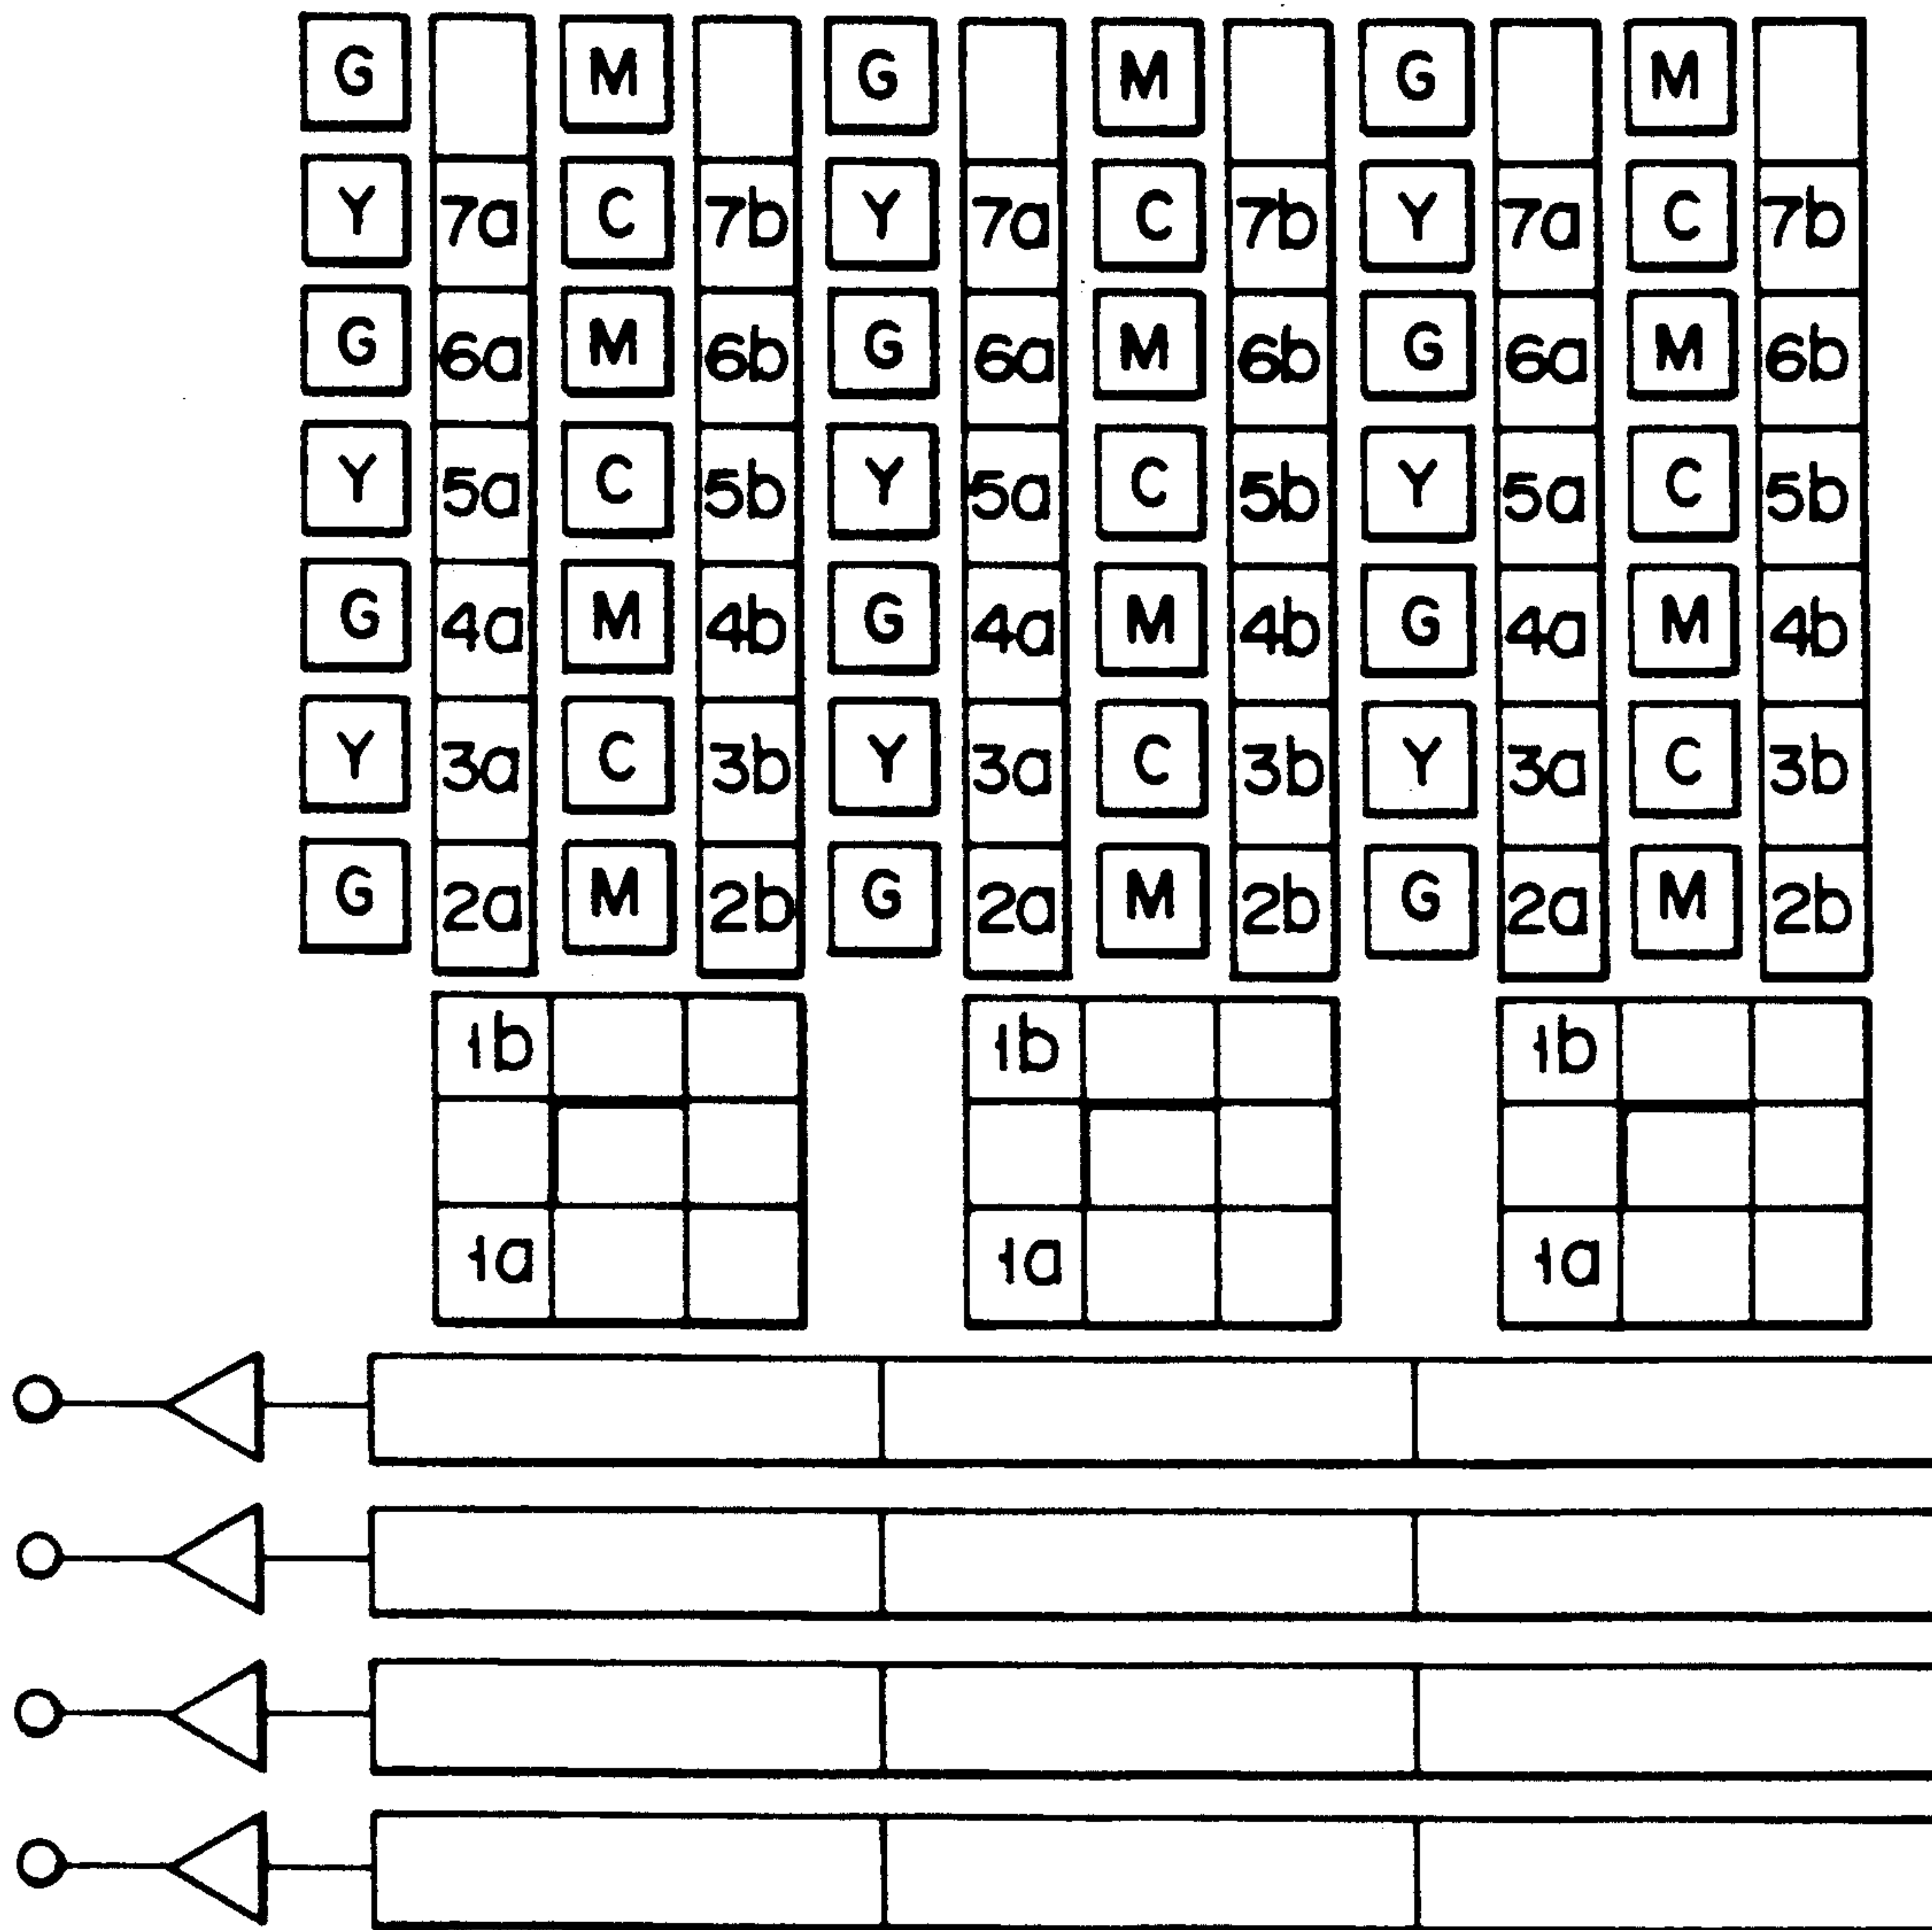 G M G M G M
Y 7a C 7b Y 7a C 7b Y 7a C 7b
G 6a M 6b G 6a M 6b G 6a M 6b
Y 5a C 5b Y 5a C 5b Y 5a C 5b
G 4a M 4b G 4a M 4b G 4a M 4b
Y 3a C 3b Y 3a C 3b Y 3a C 3b
G 2a M 2b G 2a M 2b G 2a M 2b
1b 1b 1b
1a 1a 1a